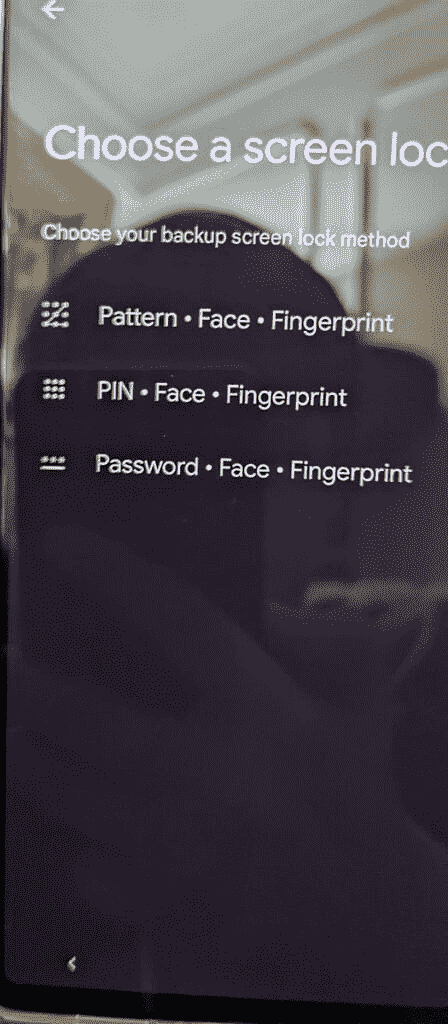 Choose a screen loc
Choose your backup screen lock method
Pattern • Face • Fingerprint
PIN • Face • Fingerprint
Password • Face • Fingerprint